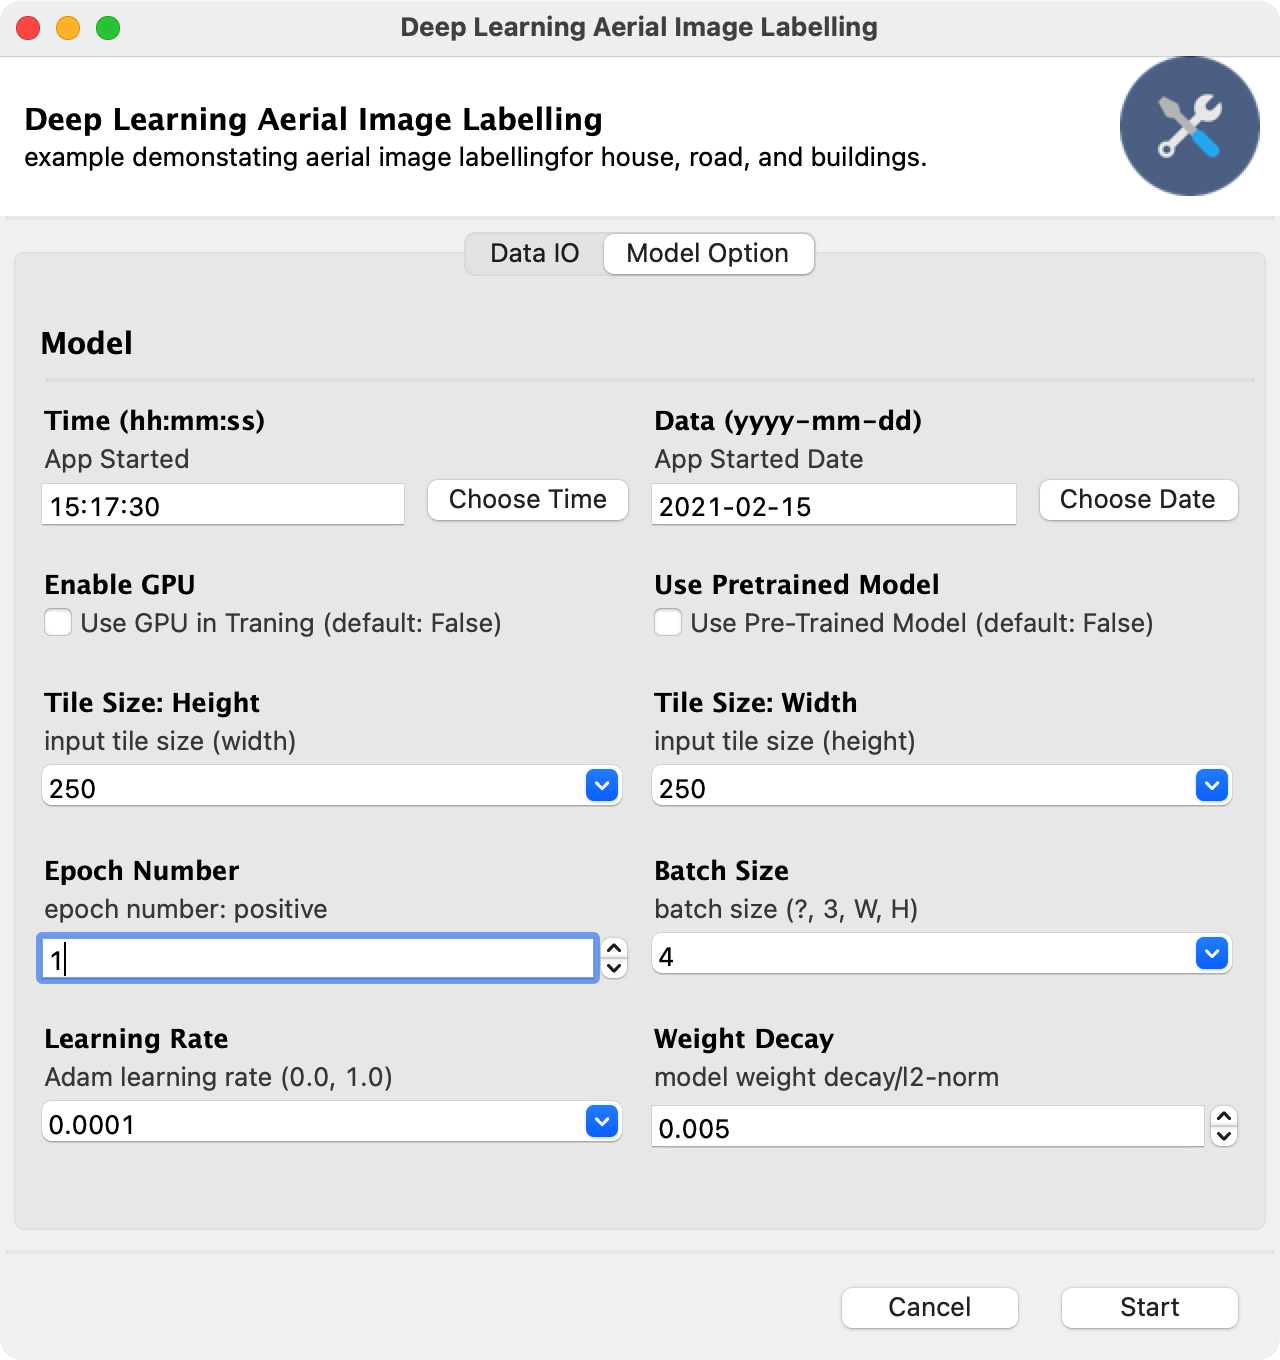 Deep Learning Aerial Image Labelling
Deep Learning Aerial Image Labelling
example demonstating aerial image labellingfor house, road, and buildings.
Data IO Model Option
Model
Time (hh:mm:ss) Data (yyyy-mm-dd)
App Started App Started Date
15:17:30 Choose Time 2021-02-15 Choose Date
Enable GPU Use Pretrained Model
Use GPU in Traning (default: False) Use Pre-Trained Model (default: False)
Tile Size: Height Tile Size: Width
input tile size (width) input tile size (height)
250 250
Epoch Number Batch Size
epoch number: positive batch size (?, 3, W, H)
1 4
Learning Rate Weight Decay
Adam learning rate (0.0, 1.0) model weight decay/l2-norm
0.0001 0.005
Cancel Start